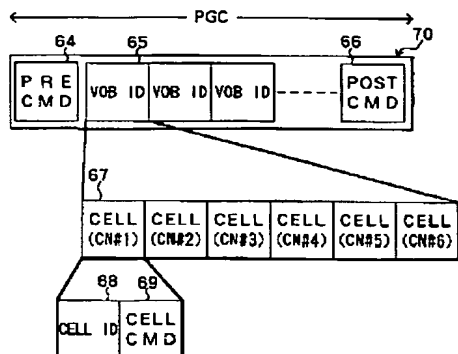 PGC
64 65 66 70
PRE VOB ID VOB ID VOB ID POST
CMD CMD
67
CELL CELL CELL CELL CELL CELL
(CN#1) (CN#2) (CN#3) (CN#4) (CN#5) (CN#6)
68 69
CELL ID CELL
CMD